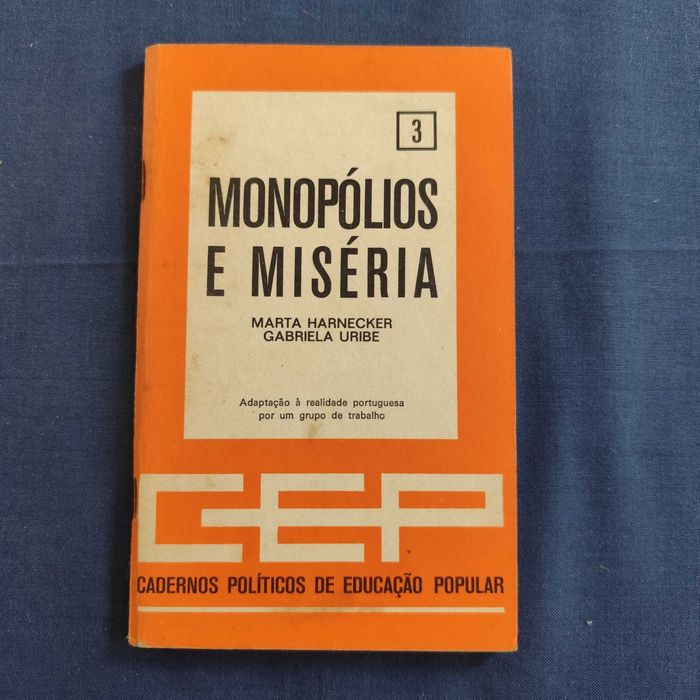 3
MONOPÓLIOS
E MISÉRIA
MARTA HARNECKER
GABRIELA URIBE
Adaptação à realidade portuguesa
por um grupo de trabalho
CEP
CADERNOS POLÍTICOS DE EDUCAÇÃO POPULAR